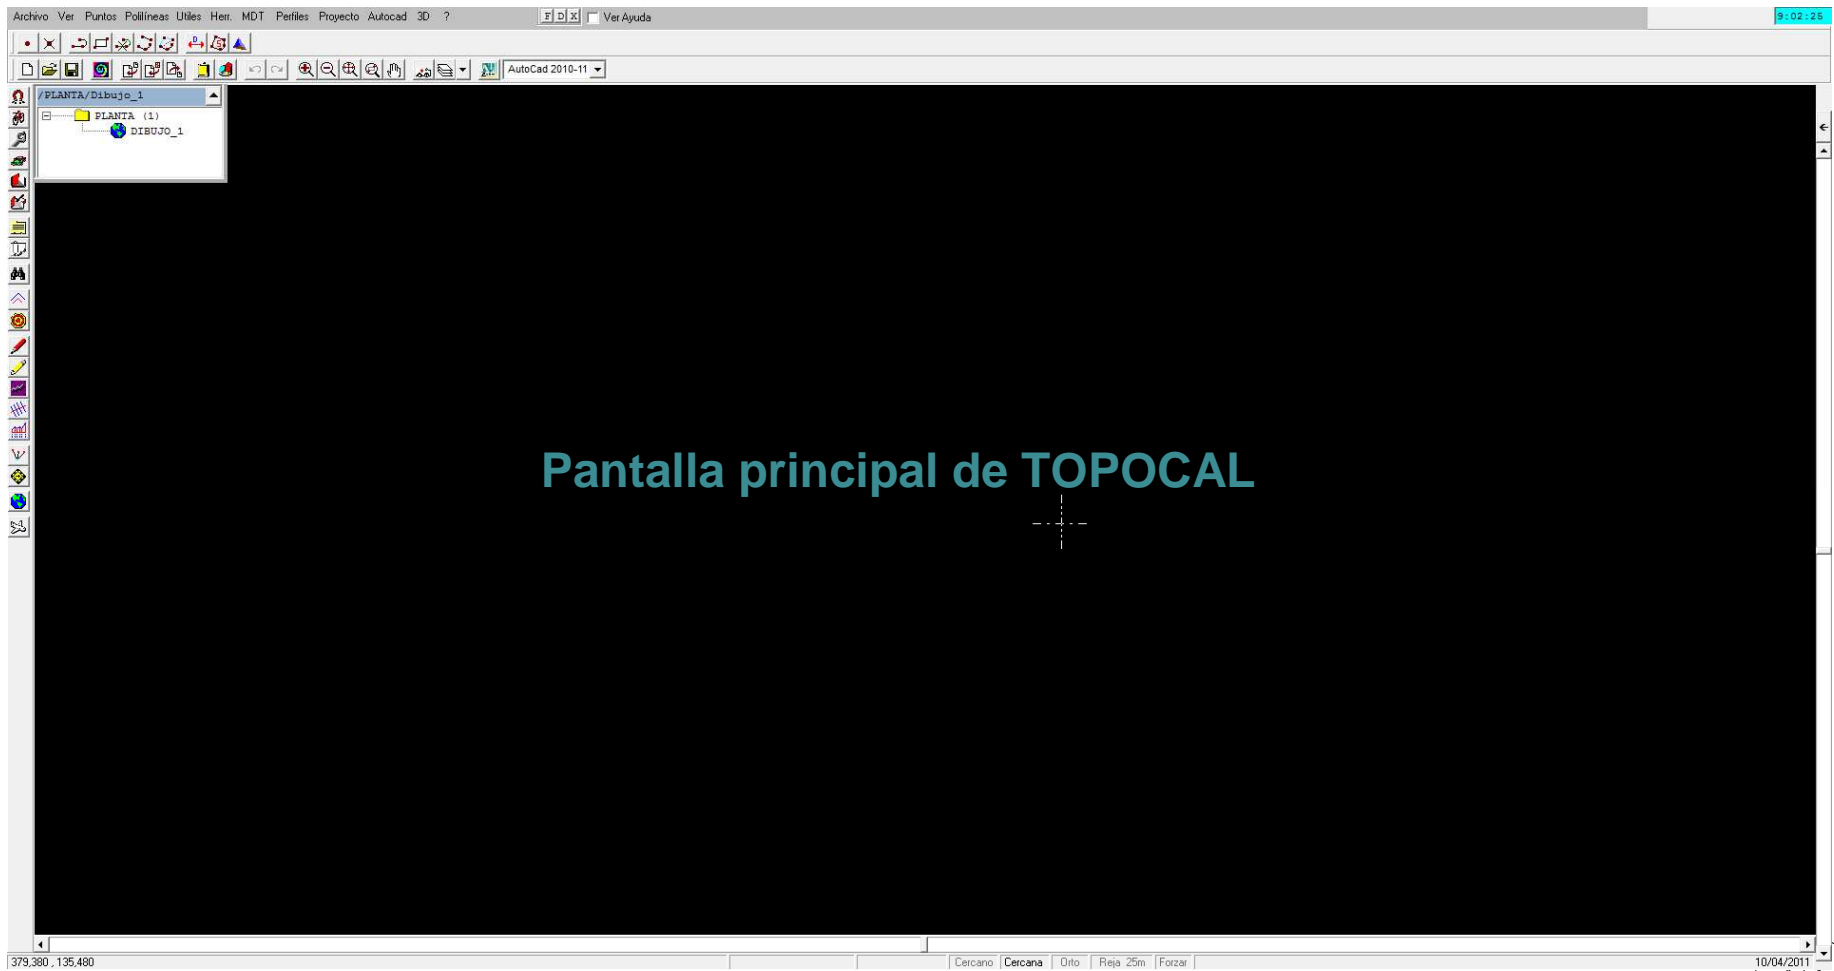 Archivo Ver Puntos Polilíneas Utiles Herr. MDT Perfiles Proyecto Autocad 3D ? F D X Ver Ayuda 9:02:25
AutoCad 2010-11
/PLANTA/Dibujo_1
PLANTA (1)
DIBUJO_1
Pantalla principal de TOPOCAL
379,380 , 135,480 Cercano Cercana Orto Reja 25m Forzar 10/04/2011